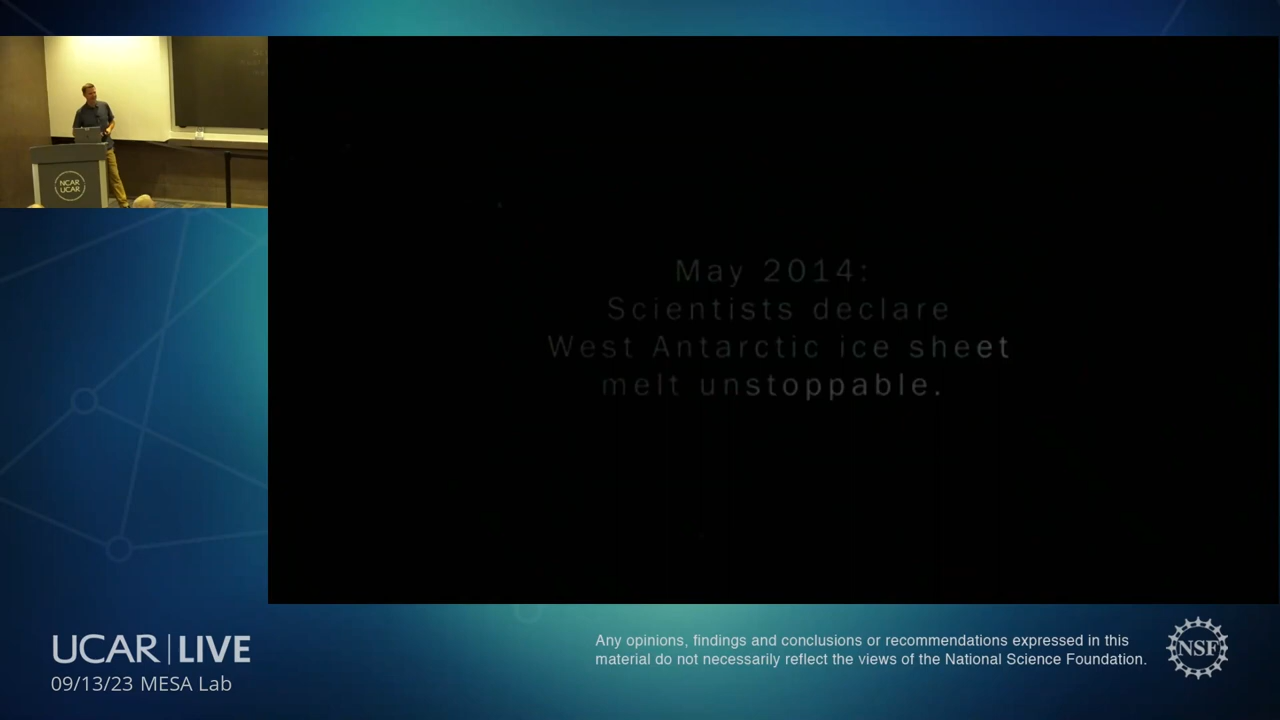 NCAR
UCAR
May 2014:
Scientists declare
West Antarctic ice sheet
melt unstoppable.
UCAR | LIVE
09/13/23 MESA Lab
Any opinions, findings and conclusions or recommendations expressed in this
material do not necessarily reflect the views of the National Science Foundation.
NSF